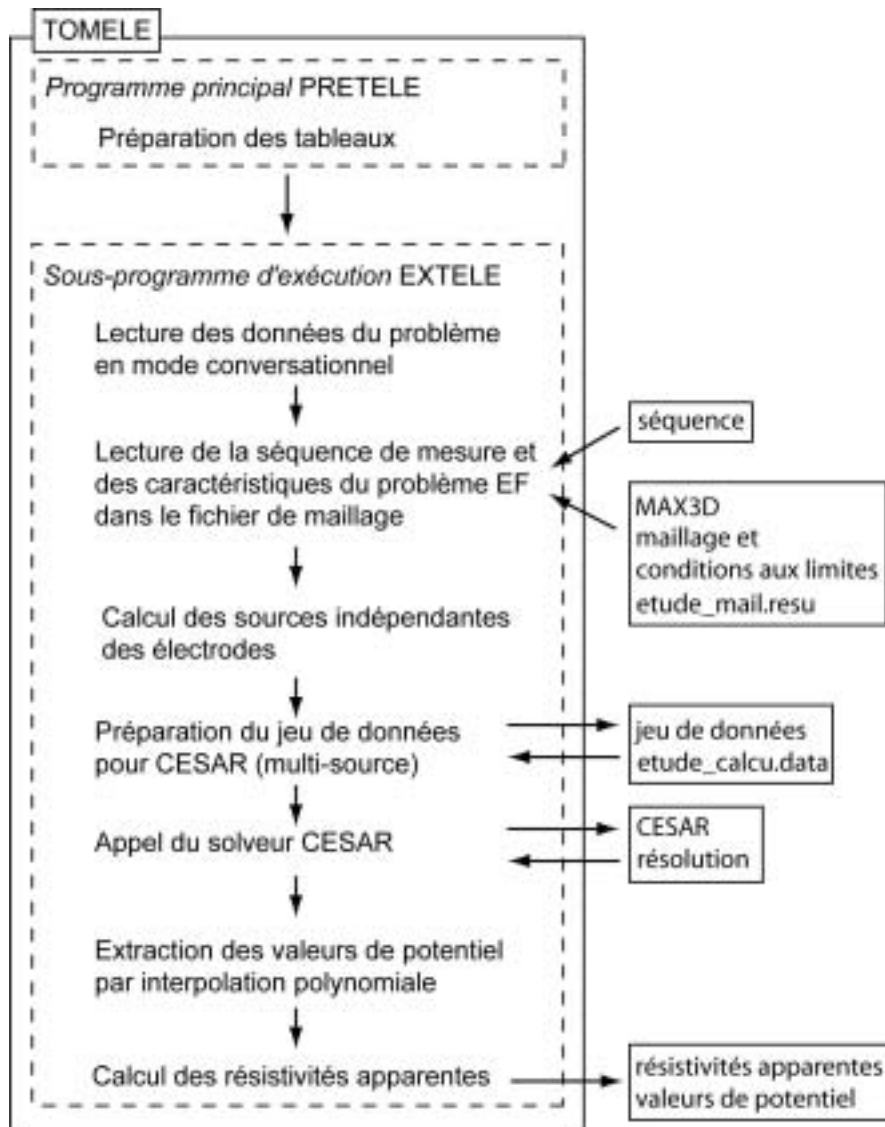 TOMELE
Programme principal PRETELE
Préparation des tableaux
Sous-programme d'exécution EXTELE
Lecture des données du problème
en mode conversationnel
Lecture de la séquence de mesure et
des caractéristiques du problème EF
dans le fichier de maillage
séquence
MAX3D
maillage et
conditions aux limites
etude_mail.resu
Calcul des sources indépendantes
des électrodes
Préparation du jeu de données
pour CESAR (multi-source)
jeu de données
etude_calcu.data
Appel du solveur CESAR
CESAR
résolution
Extraction des valeurs de potentiel
par interpolation polynomiale
Calcul des résistivités apparentes
résistivités apparentes
valeurs de potentiel